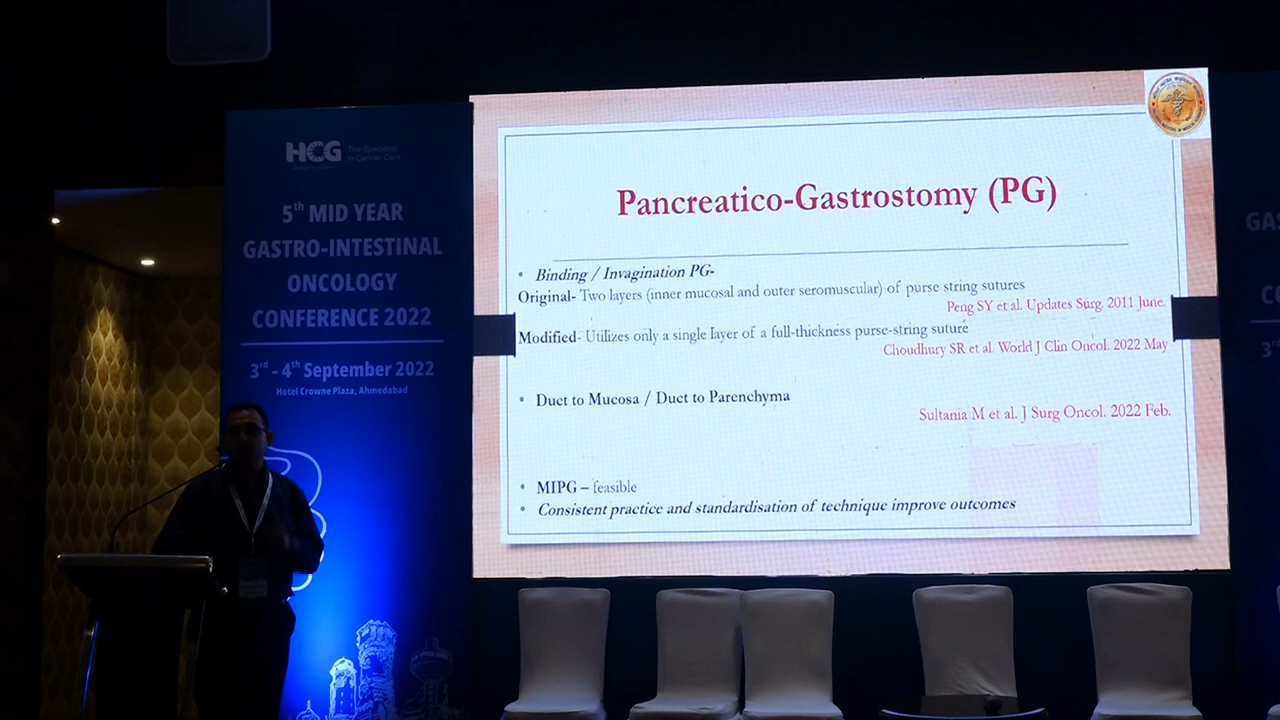 HCG The Specialist in Cancer Care
5th MID YEAR
GASTRO-INTESTINAL
ONCOLOGY
CONFERENCE 2022
3rd - 4th September 2022
Hotel Crowne Plaza, Ahmedabad
Pancreatico-Gastrostomy (PG)
• Binding / Invagination PG-
Original- Two layers (inner mucosal and outer seromuscular) of purse string sutures
Peng SY et al. Updates Surg. 2011 June.
Modified- Utilizes only a single layer of a full-thickness purse-string suture
Choudhury SR et al. World J Clin Oncol. 2022 May
• Duct to Mucosa / Duct to Parenchyma
Sultania M et al. J Surg Oncol. 2022 Feb.
• MIPG – feasible
• Consistent practice and standardisation of technique improve outcomes
GA
3rd